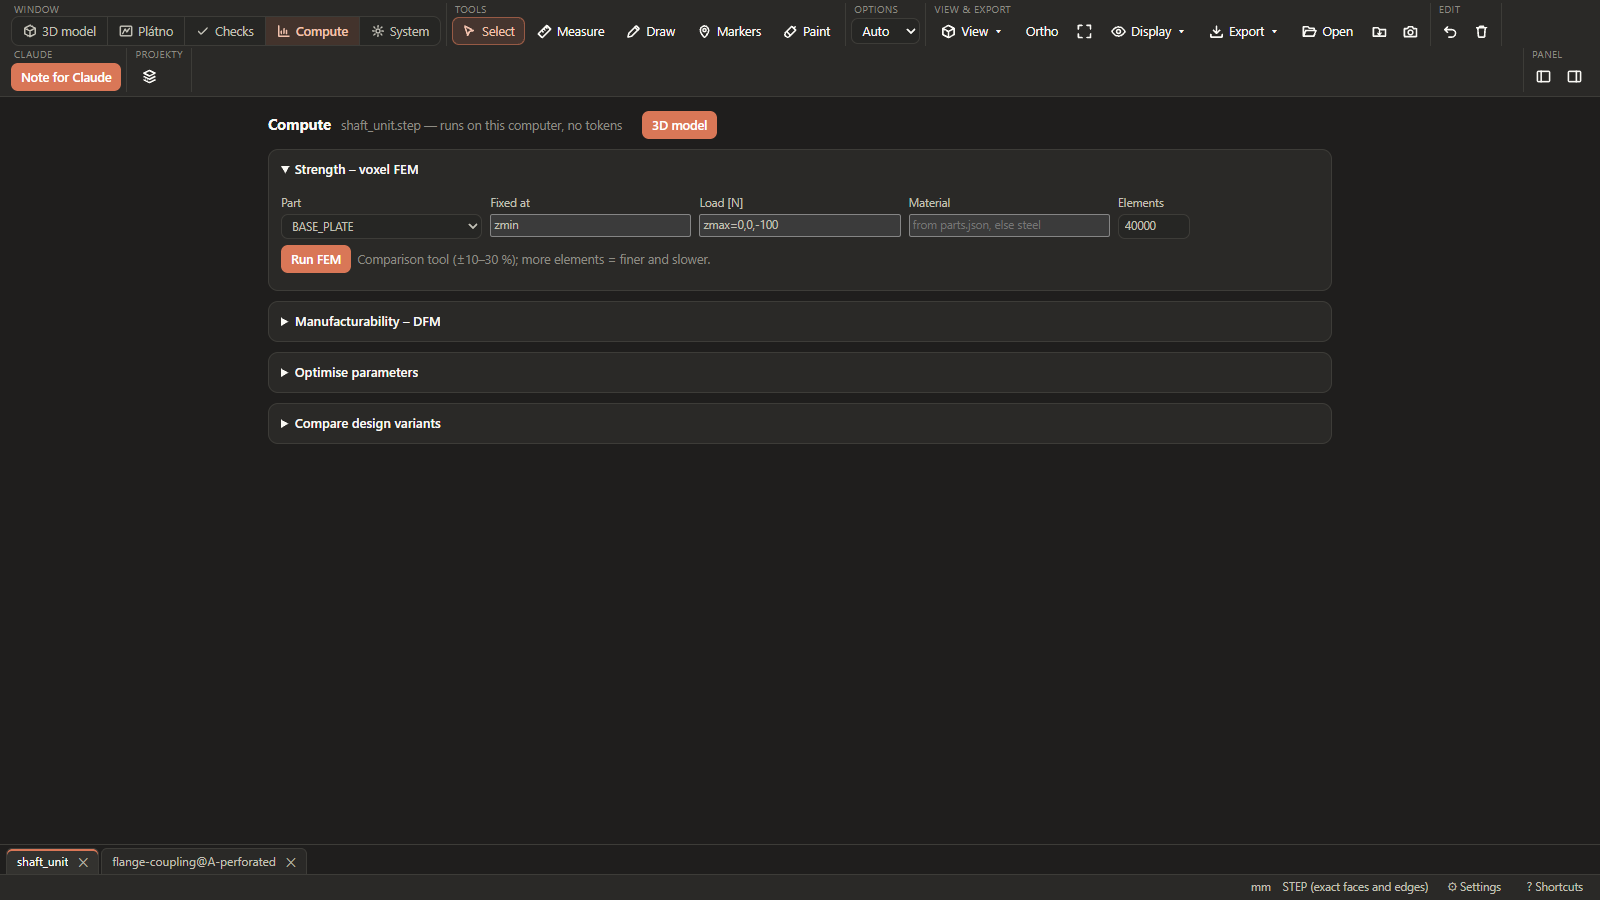 WINDOW
3D model
Plátno
Checks
Compute
System
TOOLS
Select
Measure
Draw
Markers
Paint
OPTIONS
Auto
VIEW & EXPORT
View
Ortho
Display
Export
Open
EDIT
CLAUDE
Note for Claude
PROJEKTY
PANEL
Compute shaft_unit.step — runs on this computer, no tokens 3D model
Strength – voxel FEM
Part Fixed at Load [N] Material Elements
BASE_PLATE zmin zmax=0,0,-100 from parts.json, else steel 40000
Run FEM Comparison tool (±10–30 %); more elements = finer and slower.
Manufacturability – DFM
Optimise parameters
Compare design variants
shaft_unit flange-coupling@A-perforated
mm STEP (exact faces and edges) Settings ? Shortcuts